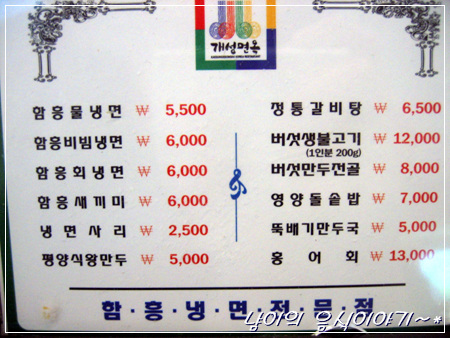 개성면옥
함흥물냉면 ₩ 5,500
함흥비빔냉면 ₩ 6,000
함흥회냉면 ₩ 6,000
함흥새끼미 ₩ 6,000
냉면사리 ₩ 2,500
평양식왕만두 ₩ 5,000
정통갈비탕 ₩ 6,500
버섯생불고기 ₩ 12,000
(1인분 200g)
버섯만두전골 ₩ 8,000
영양돌솥밥 ₩ 7,000
뚝배기만두국 ₩ 5,000
홍어회 ₩ 13,000
함·흥·냉·면·전·문·점
냥이의 음식이야기~*